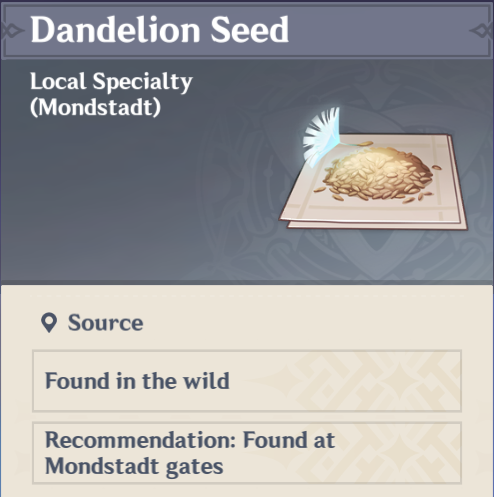 Dandelion Seed
Local Specialty
(Mondstadt)
Source
Found in the wild
Recommendation: Found at
Mondstadt gates